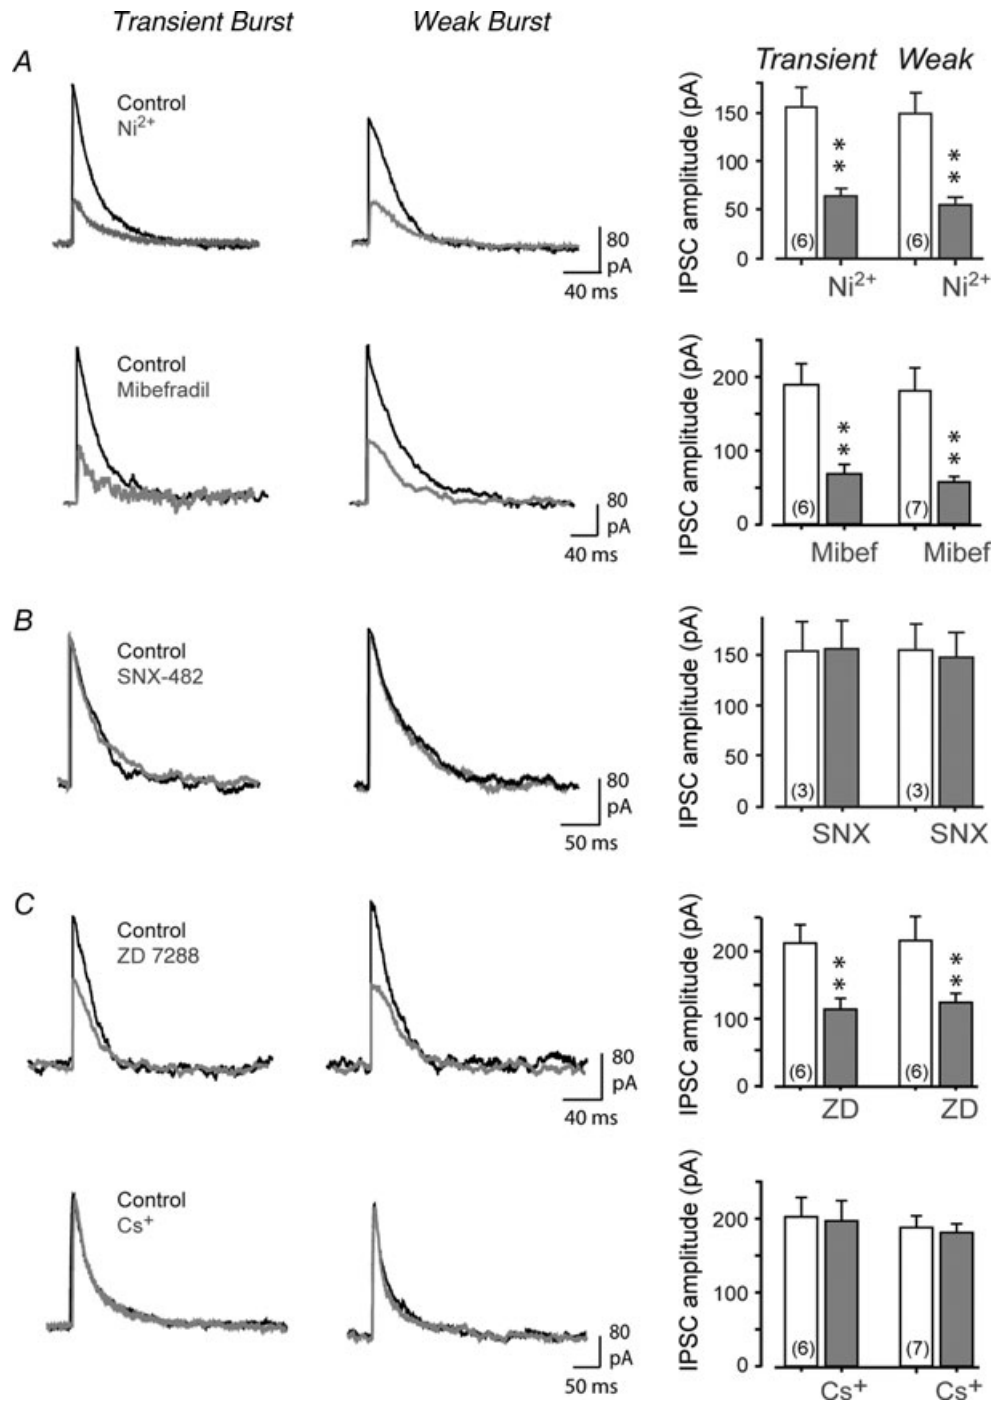 Transient Burst Weak Burst
A
Control
Ni²⁺
80
pA
40 ms
Transient Weak
IPSC amplitude (pA)
150
100
50
0
(6) ** (6) **
Ni²⁺ Ni²⁺
Control
Mibefradil
80
pA
40 ms
IPSC amplitude (pA)
200
100
0
(6) ** (7) **
Mibef Mibef
B
Control
SNX-482
80
pA
50 ms
IPSC amplitude (pA)
150
100
50
0
(3) (3)
SNX SNX
C
Control
ZD 7288
80
pA
40 ms
IPSC amplitude (pA)
200
100
0
(6) ** (6) **
ZD ZD
Control
Cs⁺
80
pA
50 ms
IPSC amplitude (pA)
200
100
0
(6) (7)
Cs⁺ Cs⁺